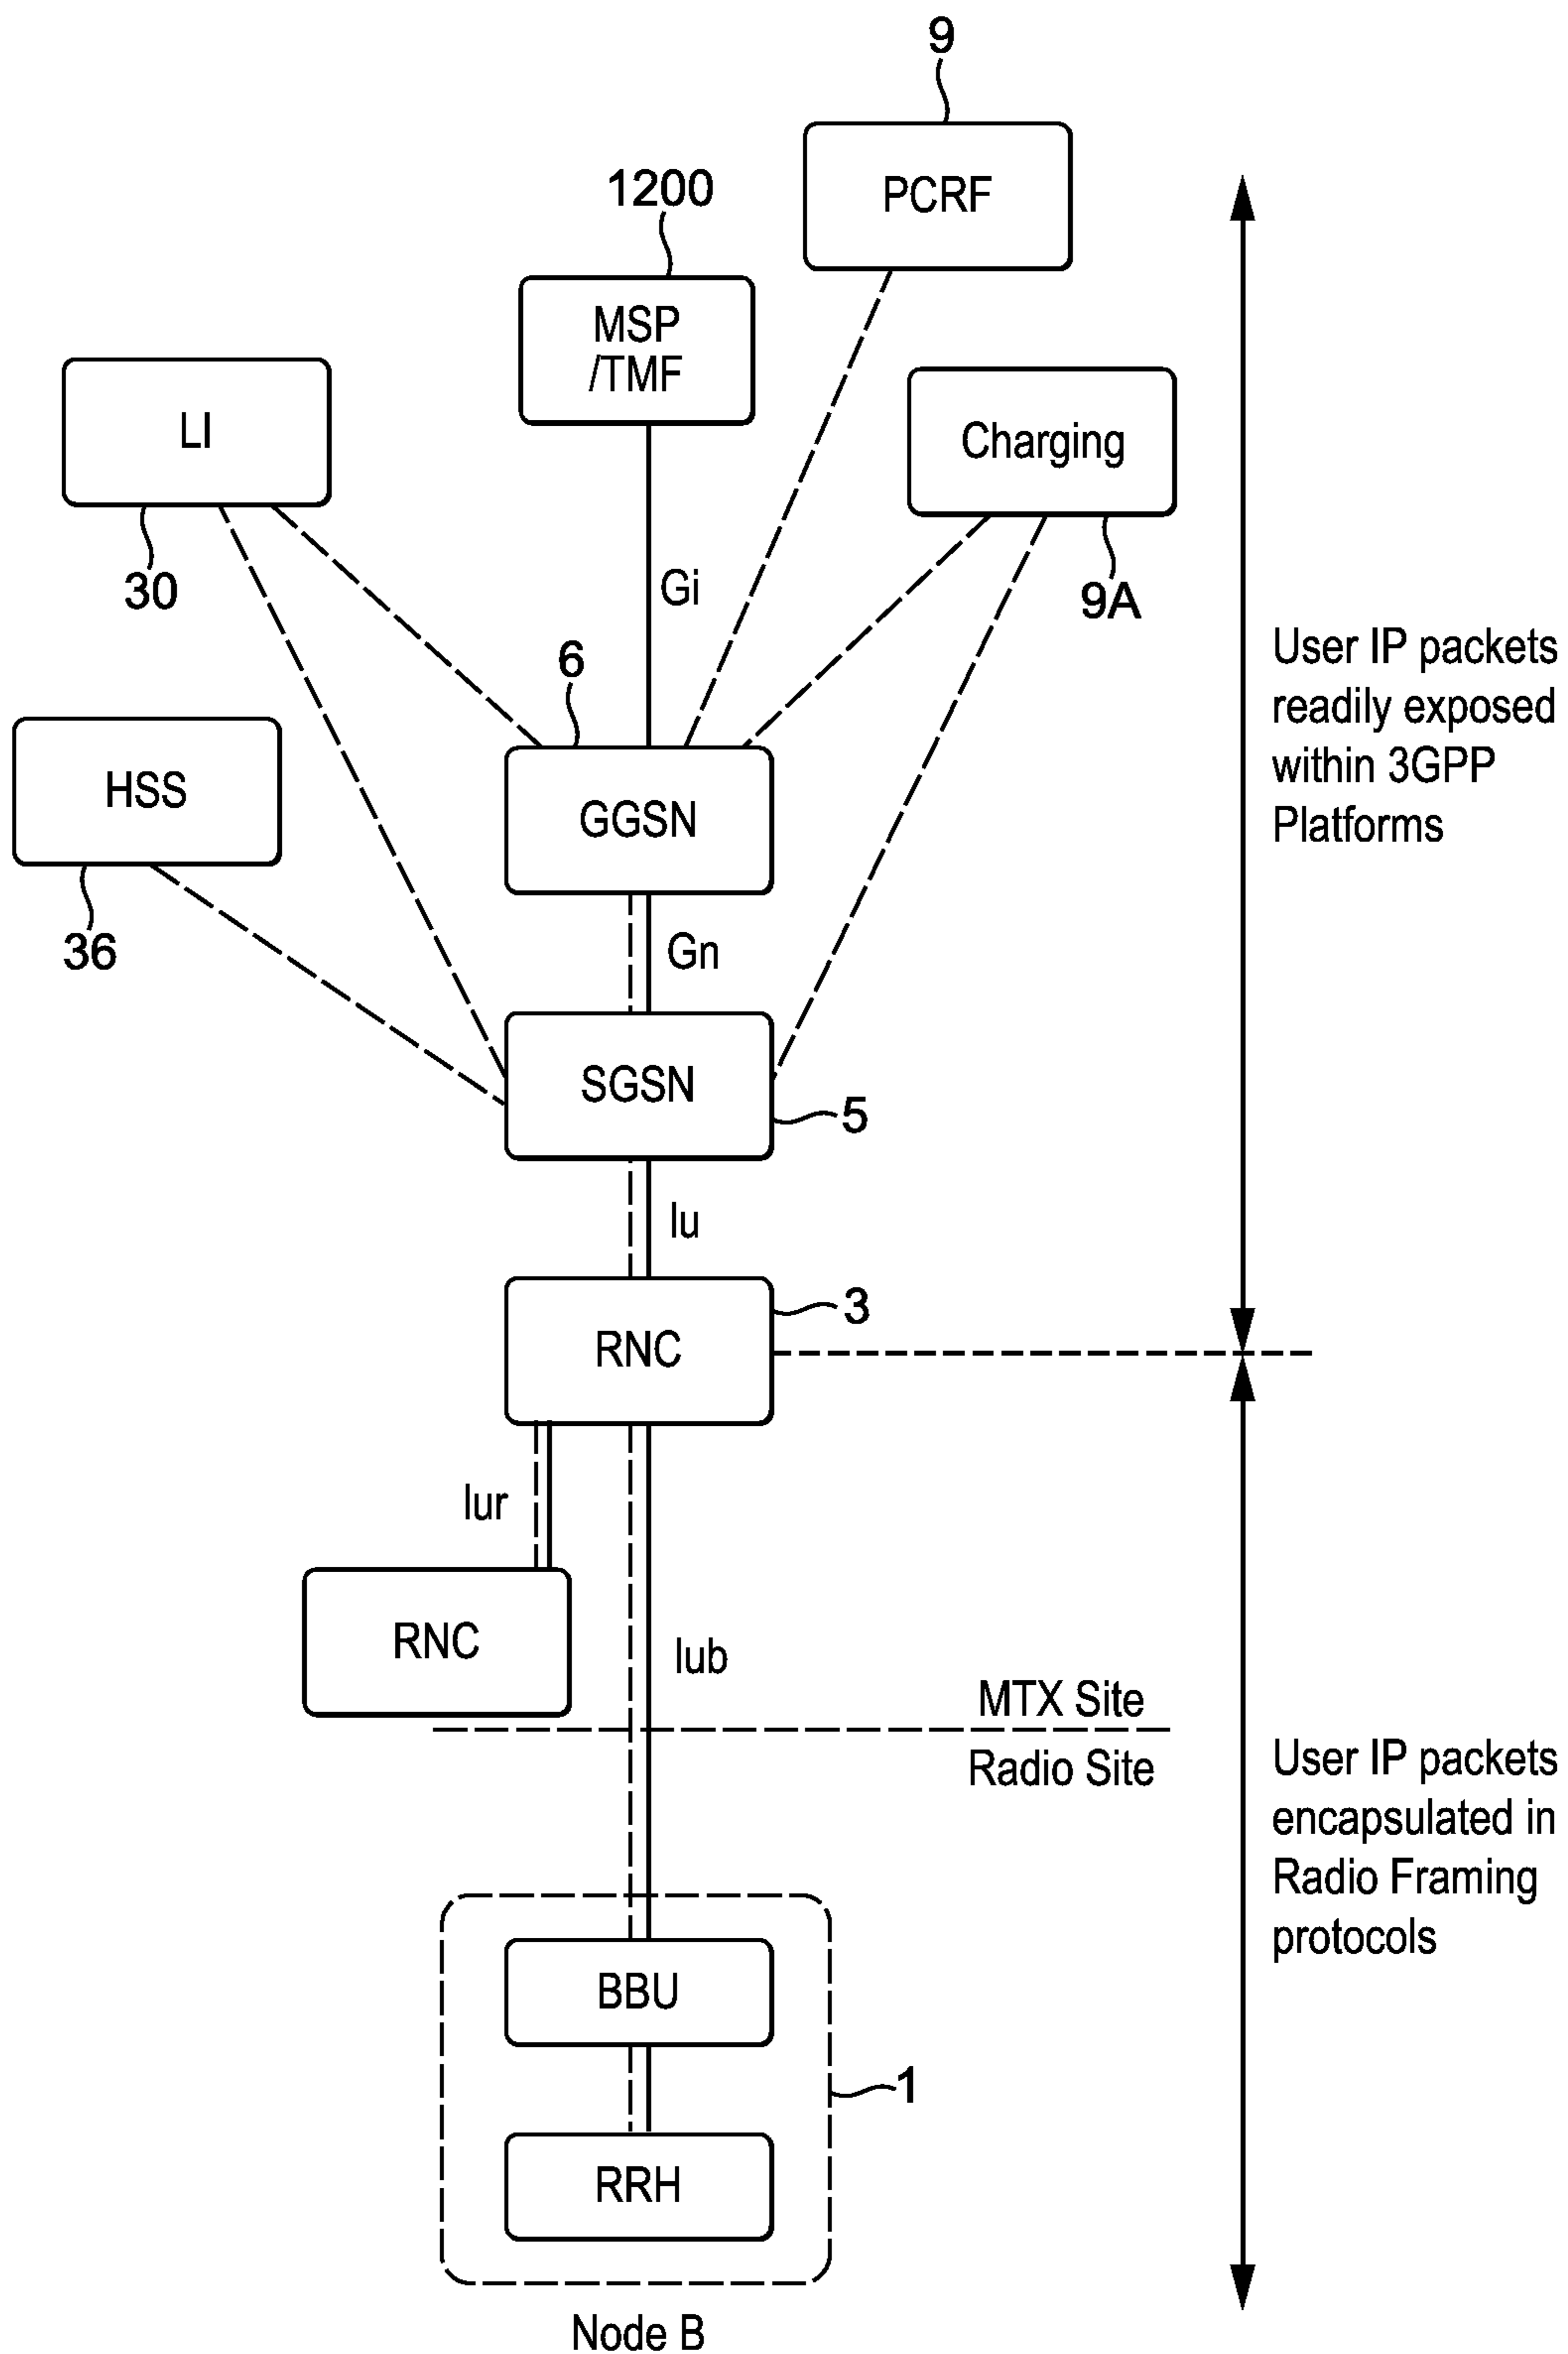 9
PCRF
1200
MSP
/TMF
LI
30
Charging
9A
Gi
User IP packets
readily exposed
within 3GPP
Platforms
6
HSS
36
GGSN
Gn
SGSN
5
Iu
3
RNC
Iur
RNC
Iub
MTX Site
Radio Site
User IP packets
encapsulated in
Radio Framing
protocols
BBU
1
RRH
Node B